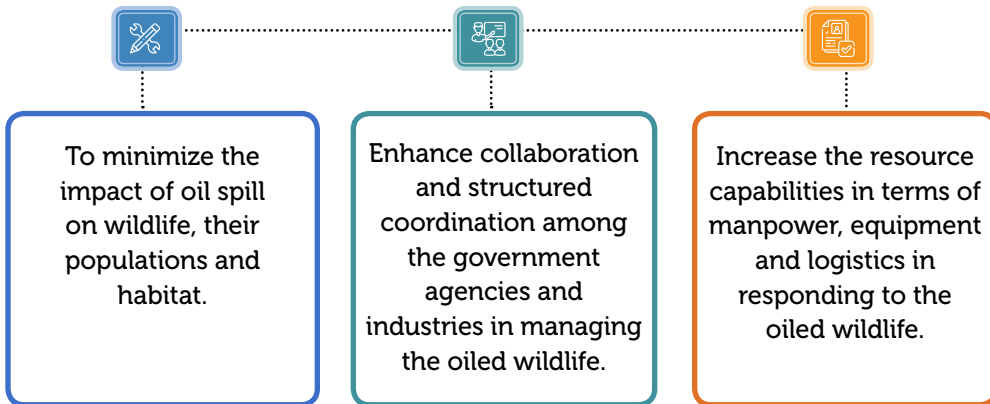 To minimize the
impact of oil spill
on wildlife, their
populations and
habitat.
Enhance collaboration
and structured
coordination among
the government
agencies and
industries in managing
the oiled wildlife.
Increase the resource
capabilities in terms of
manpower, equipment
and logistics in
responding to the
oiled wildlife.